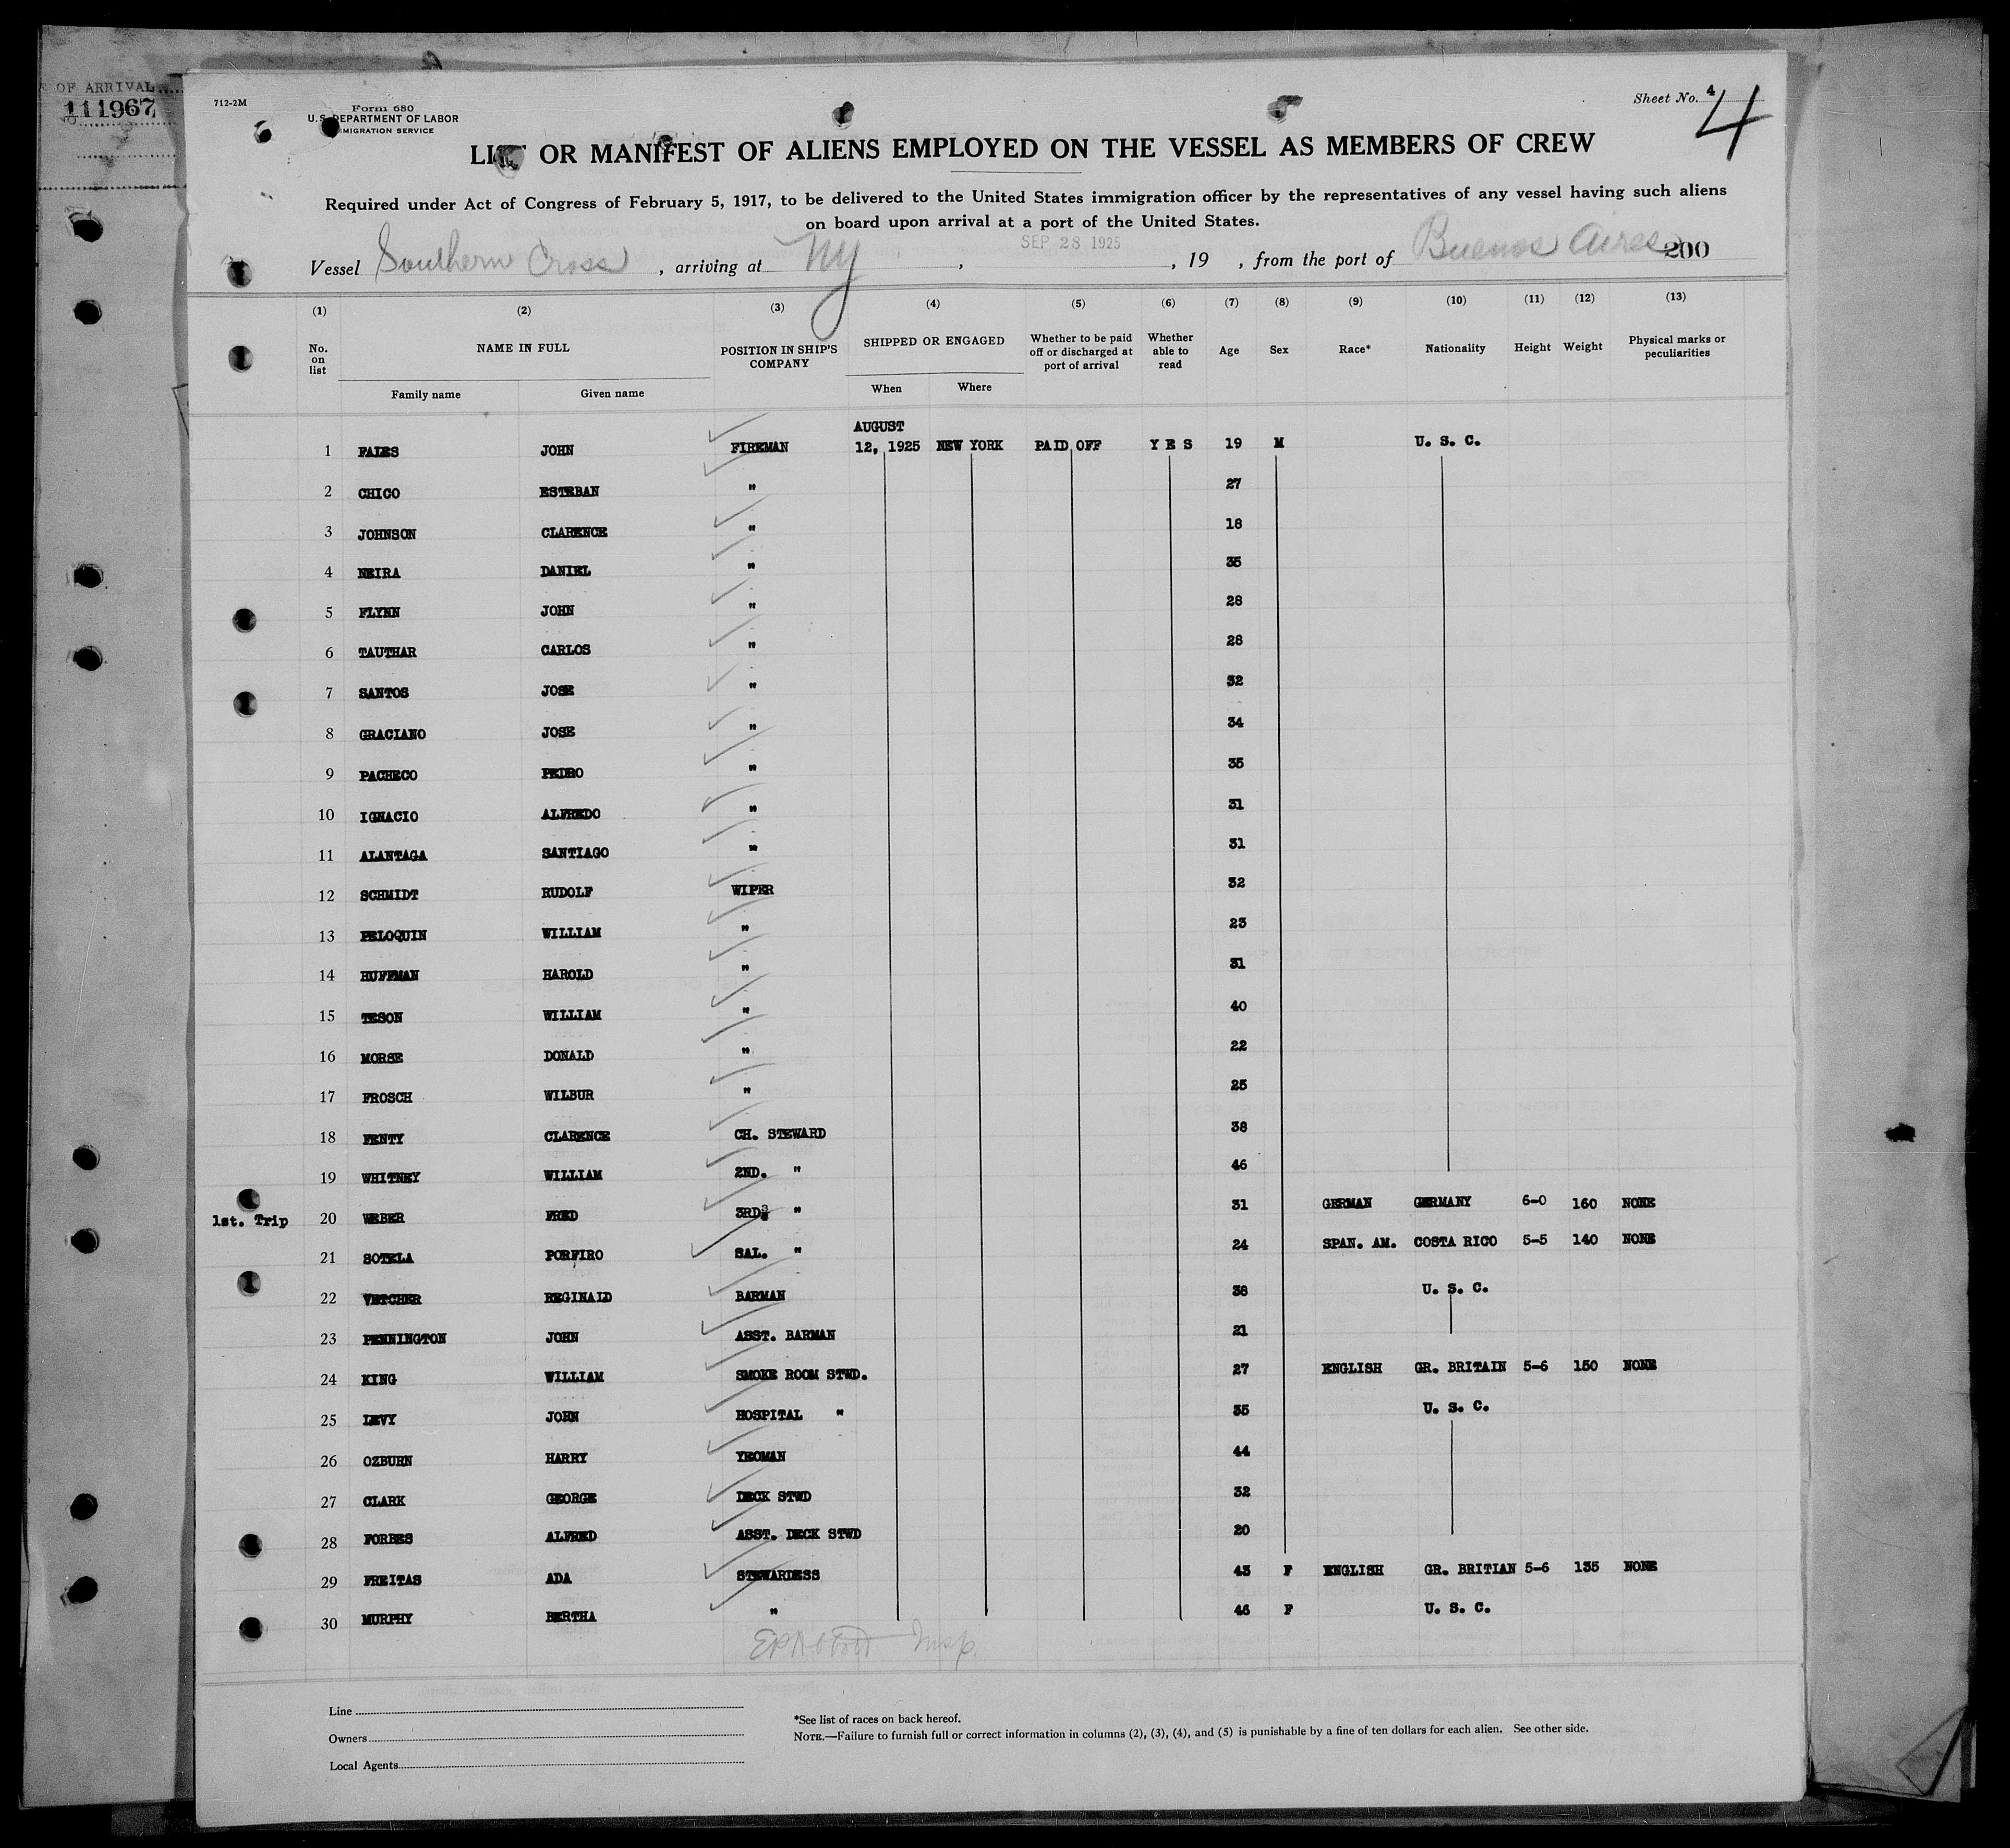 OF ARRIVAL
111967
712-2M
Form 680
U.S. DEPARTMENT OF LABOR
IMMIGRATION SERVICE
Sheet No. 4
4
LIST OR MANIFEST OF ALIENS EMPLOYED ON THE VESSEL AS MEMBERS OF CREW
Required under Act of Congress of February 5, 1917, to be delivered to the United States immigration officer by the representatives of any vessel having such aliens
on board upon arrival at a port of the United States.
SEP 28 1925
Vessel Southern Cross, arriving at NY, , 19 , from the port of Buenos Aires 200
(1) (2) (3) (4) (5) (6) (7) (8) (9) (10) (11) (12) (13)
No. on list NAME IN FULL POSITION IN SHIP'S COMPANY SHIPPED OR ENGAGED Whether to be paid off or discharged at port of arrival Whether able to read Age Sex Race* Nationality Height Weight Physical marks or peculiarities
Family name Given name When Where
AUGUST
1 PALES JOHN FIREMAN 12, 1925 NEW YORK PAID OFF YES 19 M U. S. C.
2 CHICO ESTEBAN " 27
3 JOHNSON CLARENCE " 18
4 NEIRA DANIEL " 35
5 FLYNN JOHN " 28
6 TAUTHAR CARLOS " 28
7 SANTOS JOSE " 32
8 GRACIANO JOSE " 34
9 PACHECO PEDRO " 35
10 IGNACIO ALFREDO " 31
11 ALANTAGA SANTIAGO " 31
12 SCHMIDT RUDOLF WIPER 32
13 PELOQUIN WILLIAM " 23
14 HUFFMAN HAROLD " 31
15 TESON WILLIAM " 40
16 MORSE DONALD " 22
17 FROSCH WILBUR " 25
18 FENTY CLARENCE CH. STEWARD 38
19 WHITNEY WILLIAM 2ND. " 46
1st. Trip 20 WEBER FRED 3RD. " 31 GERMAN GERMANY 6-0 160 NONE
21 SOTELA PORFIRO SAL. " 24 SPAN. AM. COSTA RICO 5-5 140 NONE
22 VETCHER REGINALD BARMAN 38 U. S. C.
23 PENNINGTON JOHN ASST. BARMAN 21
24 KING WILLIAM SMOKE ROOM STWD. 27 ENGLISH GR. BRITAIN 5-6 150 NONE
25 LEVY JOHN HOSPITAL " 35 U. S. C.
26 OZBURN HARRY YEOMAN 44
27 CLARK GEORGE DECK STWD 32
28 FORBES ALFRED ASST. DECK STWD 20
29 FREITAS ADA STEWARDESS 43 F ENGLISH GR. BRITIAN 5-6 135 NONE
30 MURPHY BERTHA " 46 F U. S. C.
Insp.
Line
Owners
Local Agents
*See list of races on back hereof.
NOTE.—Failure to furnish full or correct information in columns (2), (3), (4), and (5) is punishable by a fine of ten dollars for each alien. See other side.